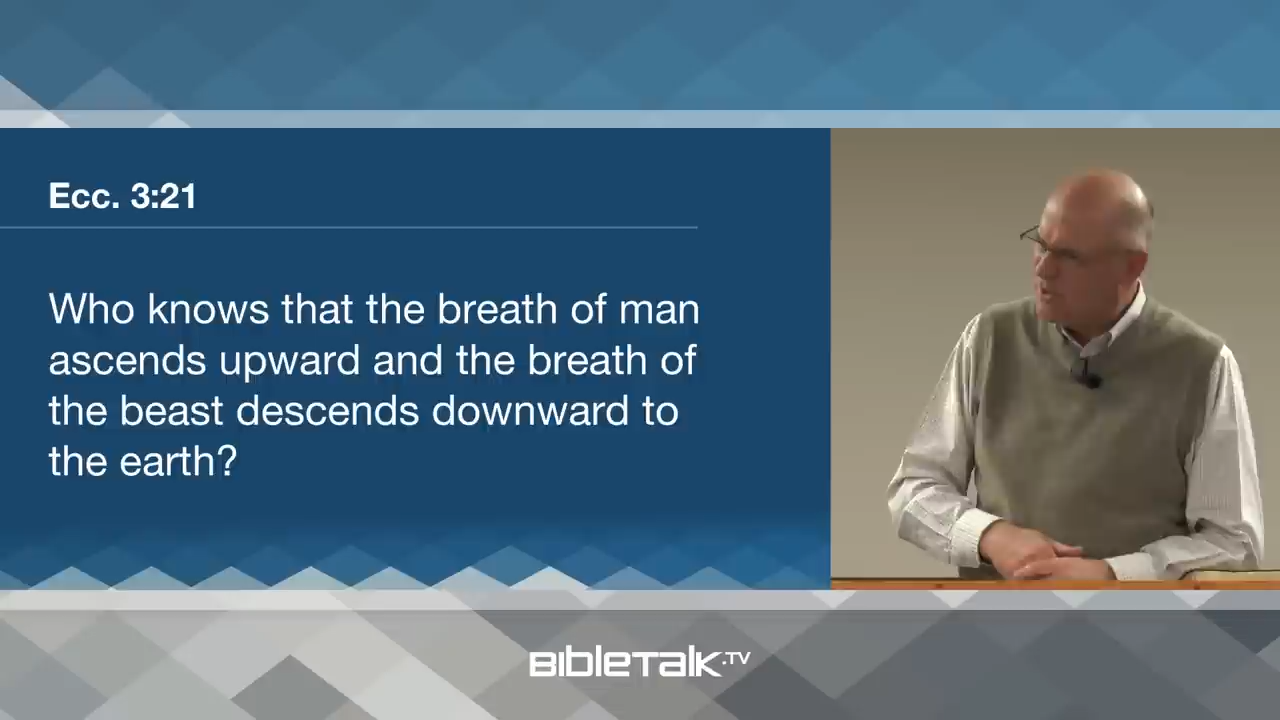 Ecc. 3:21
Who knows that the breath of man
ascends upward and the breath of
the beast descends downward to
the earth?
BibleTalk.TV